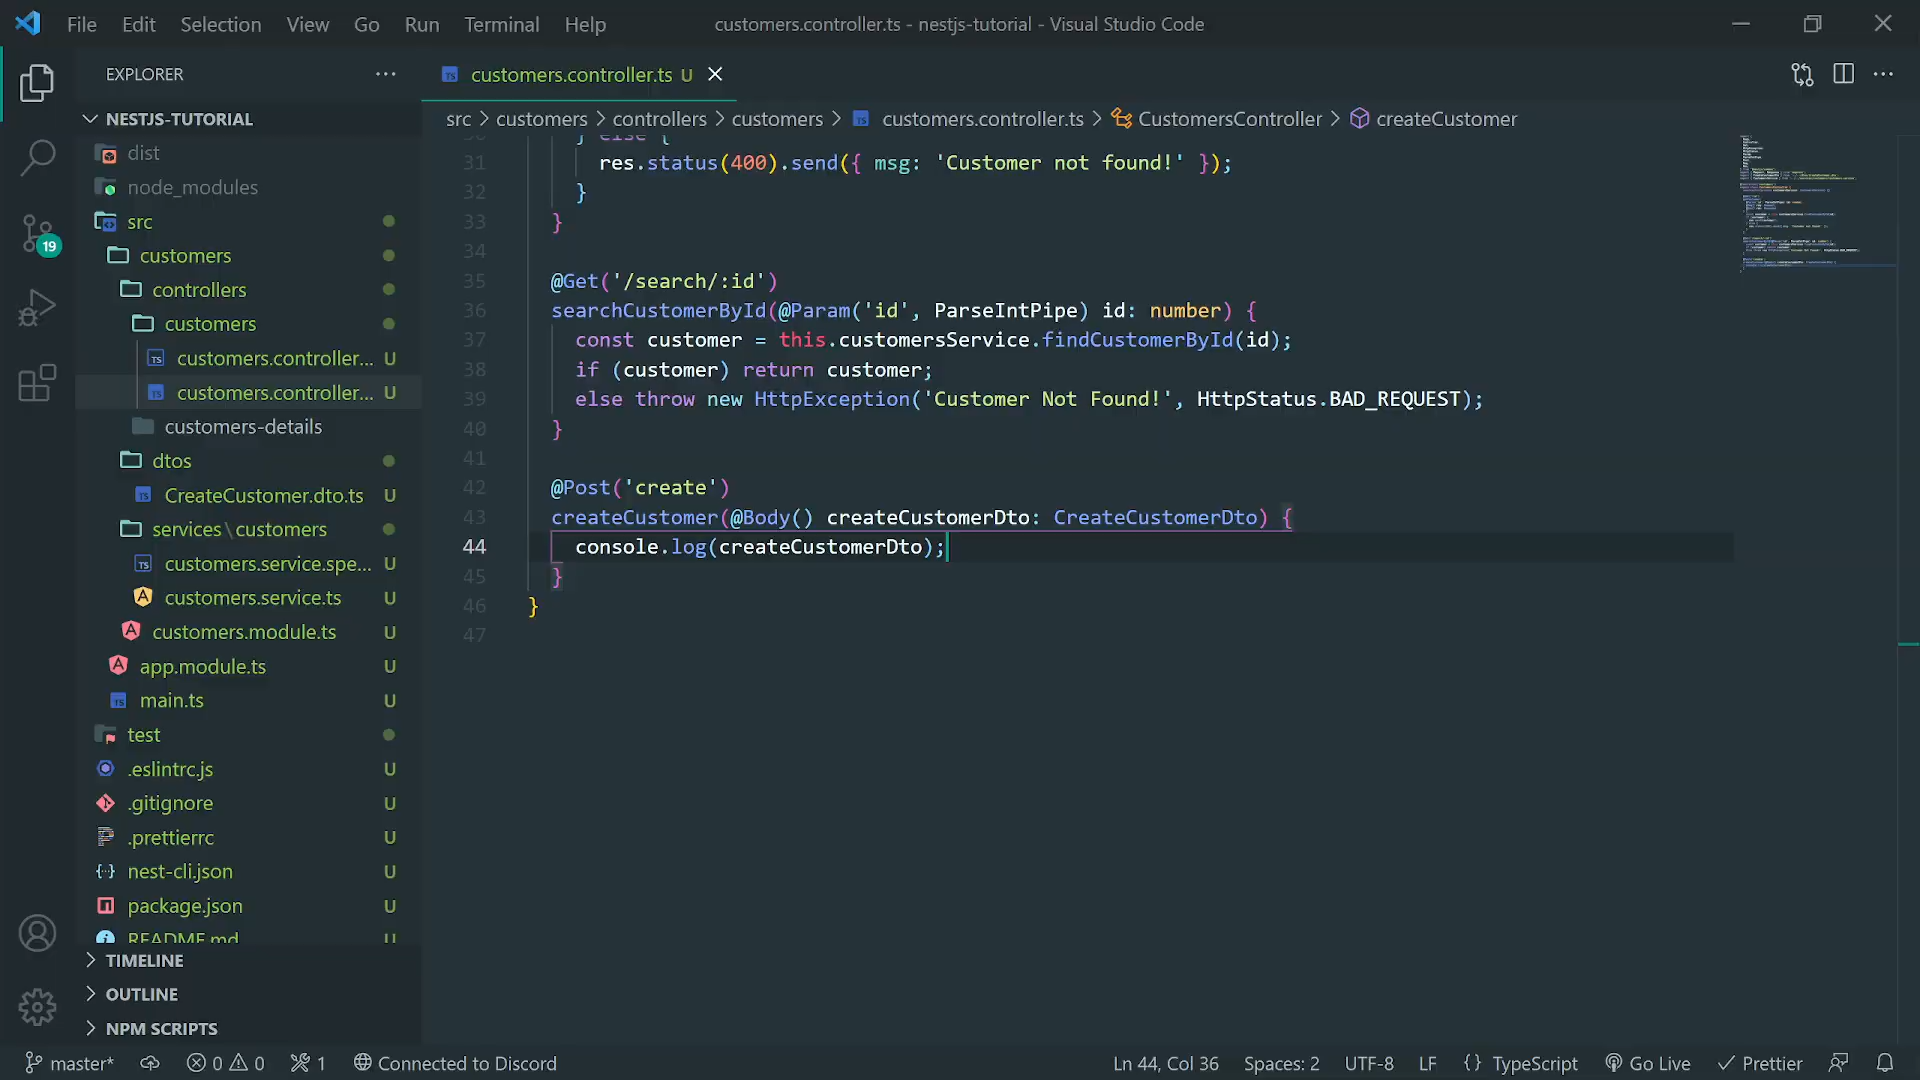 File Edit Selection View Go Run Terminal Help
customers.controller.ts - nestjs-tutorial - Visual Studio Code
EXPLORER
NESTJS-TUTORIAL
dist
node_modules
src
customers
controllers
customers
customers.controller... U
customers.controller... U
customers-details
dtos
CreateCustomer.dto.ts U
services\customers
customers.service.spe... U
customers.service.ts U
customers.module.ts U
app.module.ts U
main.ts U
test
.eslintrc.js U
.gitignore U
.prettierrc U
nest-cli.json U
package.json U
README.md U
TIMELINE
OUTLINE
NPM SCRIPTS
19
customers.controller.ts U
src > customers > controllers > customers > customers.controller.ts > CustomersController > createCustomer
30 } else {
31 res.status(400).send({ msg: 'Customer not found!' });
32 }
33 }
34
35 @Get('/search/:id')
36 searchCustomerById(@Param('id', ParseIntPipe) id: number) {
37 const customer = this.customersService.findCustomerById(id);
38 if (customer) return customer;
39 else throw new HttpException('Customer Not Found!', HttpStatus.BAD_REQUEST);
40 }
41
42 @Post('create')
43 createCustomer(@Body() createCustomerDto: CreateCustomerDto) {
44 console.log(createCustomerDto);
45 }
46 }
47
master* 0 0 1 Connected to Discord Ln 44, Col 36 Spaces: 2 UTF-8 LF {} TypeScript Go Live Prettier